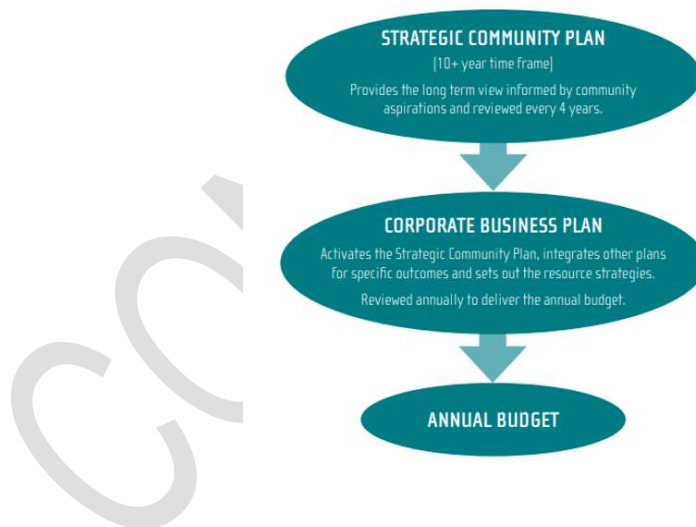 STRATEGIC COMMUNITY PLAN
[10+ year time frame]
Provides the long term view informed by community
aspirations and reviewed every 4 years.
CORPORATE BUSINESS PLAN
Activates the Strategic Community Plan, integrates other plans
for specific outcomes and sets out the resource strategies.
Reviewed annually to deliver the annual budget.
ANNUAL BUDGET